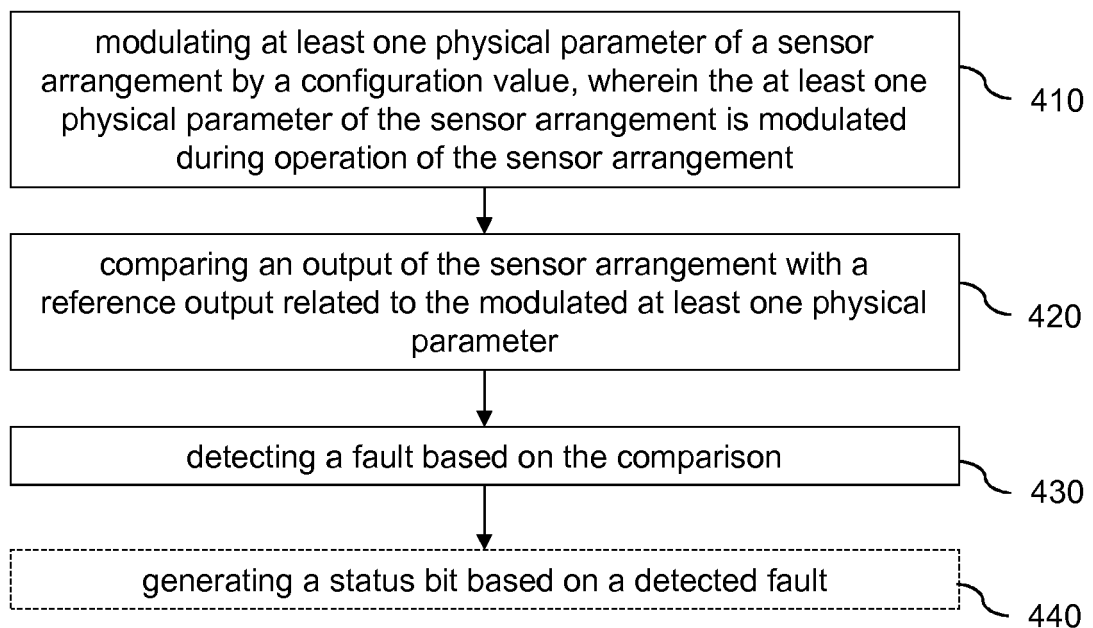 modulating at least one physical parameter of a sensor
arrangement by a configuration value, wherein the at least one
physical parameter of the sensor arrangement is modulated
during operation of the sensor arrangement
410
comparing an output of the sensor arrangement with a
reference output related to the modulated at least one physical
parameter
420
detecting a fault based on the comparison
430
generating a status bit based on a detected fault
440